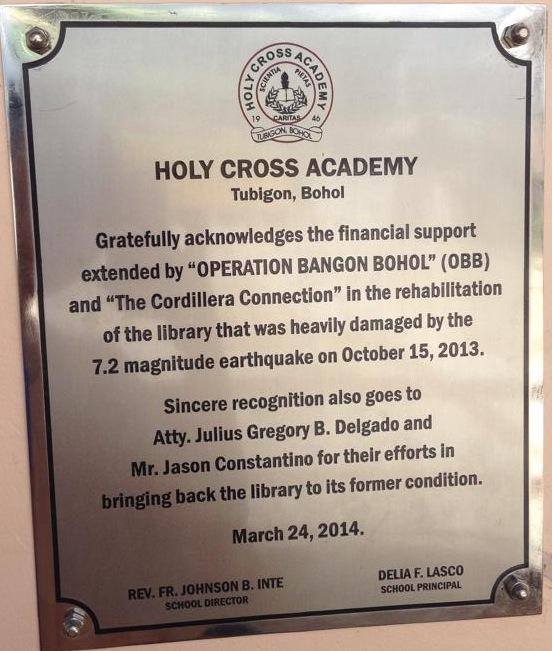 HOLY CROSS ACADEMY
SCIENTIA PIETAS
19 CARITAS 46
TUBIGON, BOHOL
HOLY CROSS ACADEMY
Tubigon, Bohol
Gratefully acknowledges the financial support
extended by “OPERATION BANGON BOHOL” (OBB)
and “The Cordillera Connection” in the rehabilitation
of the library that was heavily damaged by the
7.2 magnitude earthquake on October 15, 2013.
Sincere recognition also goes to
Atty. Julius Gregory B. Delgado and
Mr. Jason Constantino for their efforts in
bringing back the library to its former condition.
March 24, 2014.
REV. FR. JOHNSON B. INTE
SCHOOL DIRECTOR
DELIA F. LASCO
SCHOOL PRINCIPAL